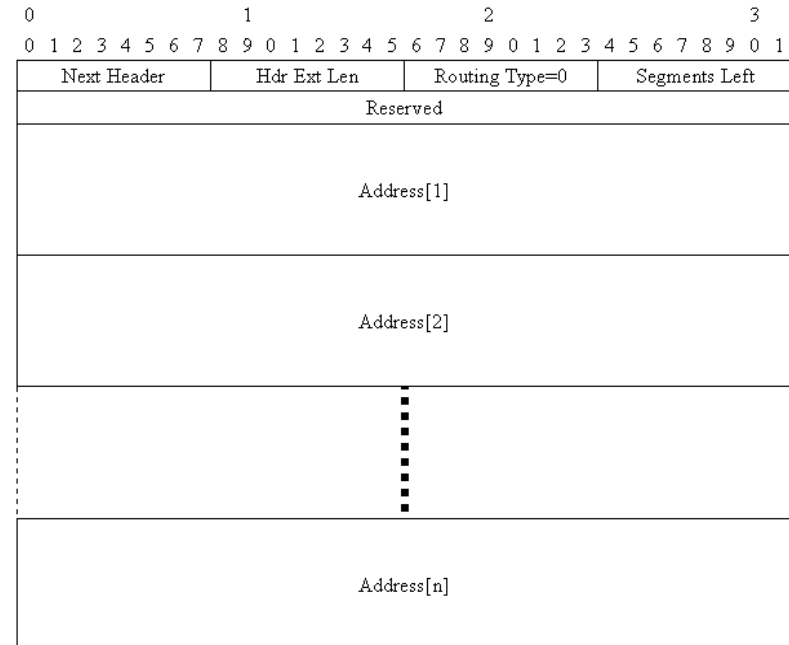 0 1 2 3
0 1 2 3 4 5 6 7 8 9 0 1 2 3 4 5 6 7 8 9 0 1 2 3 4 5 6 7 8 9 0 1
Next Header Hdr Ext Len Routing Type=0 Segments Left
Reserved
Address[1]
Address[2]
Address[n]